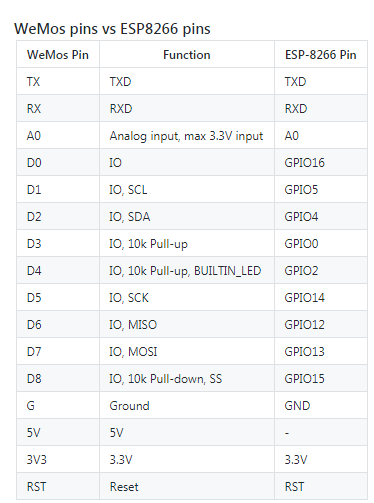 WeMos pins vs ESP8266 pins
WeMos Pin Function ESP-8266 Pin
TX TXD TXD
RX RXD RXD
A0 Analog input, max 3.3V input A0
D0 IO GPIO16
D1 IO, SCL GPIO5
D2 IO, SDA GPIO4
D3 IO, 10k Pull-up GPIO0
D4 IO, 10k Pull-up, BUILTIN_LED GPIO2
D5 IO, SCK GPIO14
D6 IO, MISO GPIO12
D7 IO, MOSI GPIO13
D8 IO, 10k Pull-down, SS GPIO15
G Ground GND
5V 5V -
3V3 3.3V 3.3V
RST Reset RST